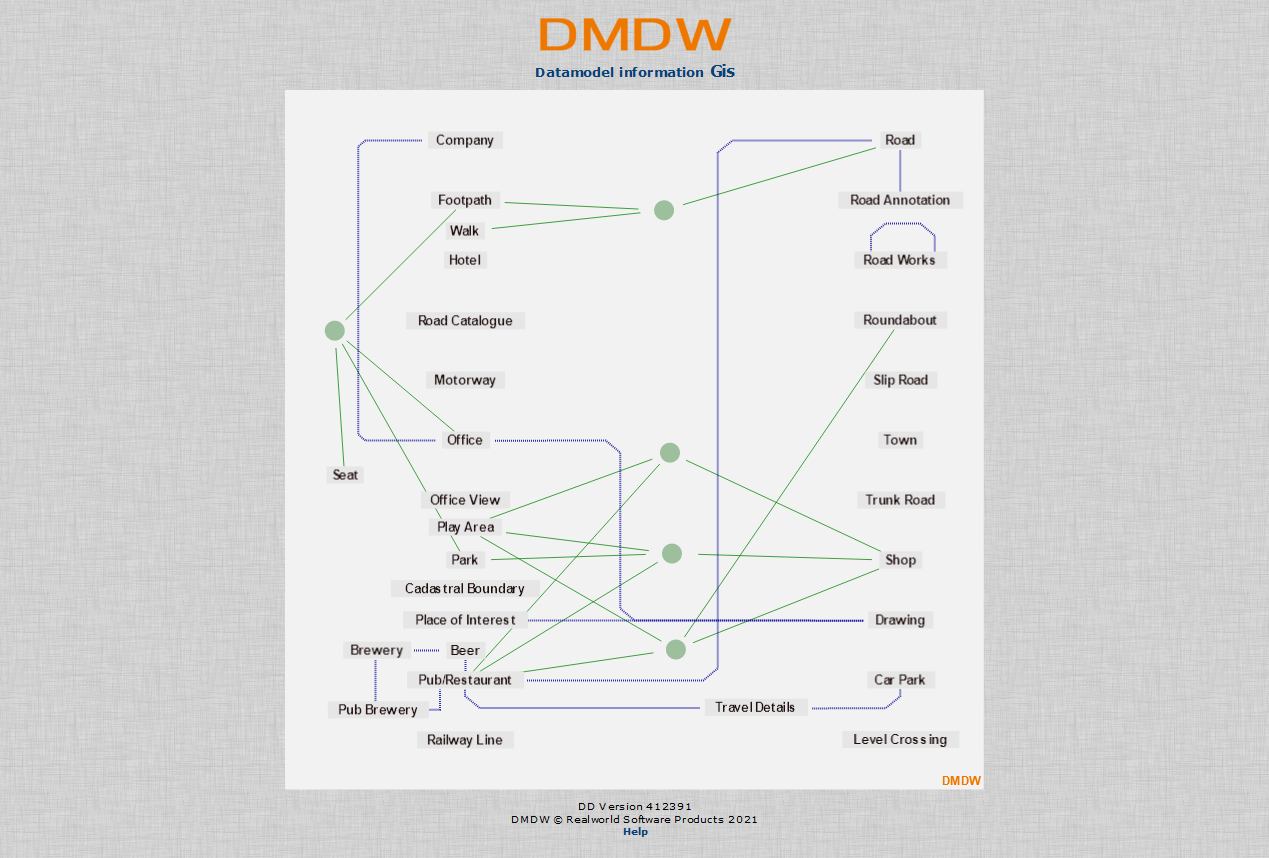 DMDW
Datamodel information Gis
Company
Road
Footpath
Road Annotation
Walk
Hotel
Road Works
Road Catalogue
Roundabout
Motorway
Slip Road
Office
Town
Seat
Office View
Trunk Road
Play Area
Park
Shop
Cadastral Boundary
Place of Interest
Drawing
Brewery
Beer
Pub/Restaurant
Car Park
Pub Brewery
Travel Details
Railway Line
Level Crossing
DMDW
DD Version 412391
DMDW © Realworld Software Products 2021
Help